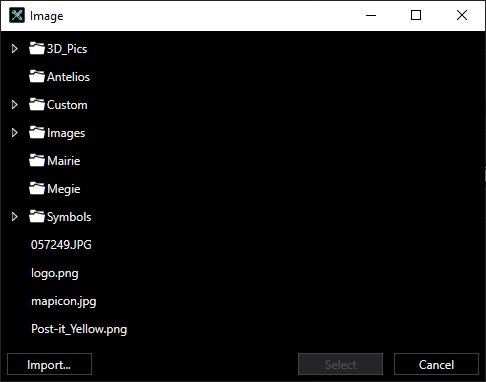 Image
3D_Pics
Antelios
Custom
Images
Mairie
Megie
Symbols
057249.JPG
logo.png
mapicon.jpg
Post-it_Yellow.png
Import...
Select
Cancel